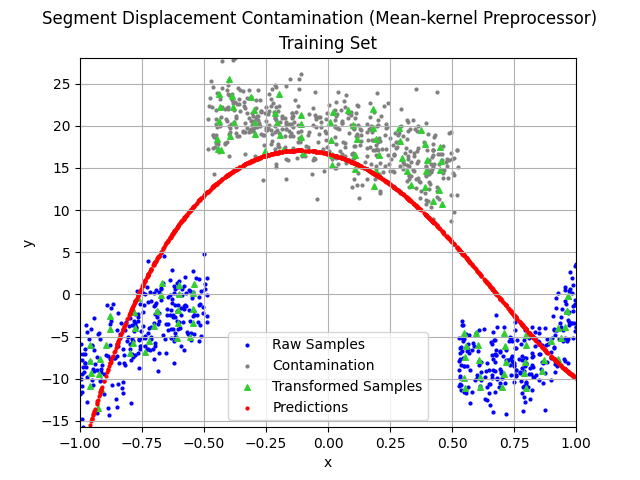 Segment Displacement Contamination (Mean-kernel Preprocessor)
Training Set
25
20
15
10
5
0
−5
−10
−15
y
Raw Samples
Contamination
Transformed Samples
Predictions
−1.00 −0.75 −0.50 −0.25 0.00 0.25 0.50 0.75 1.00
x